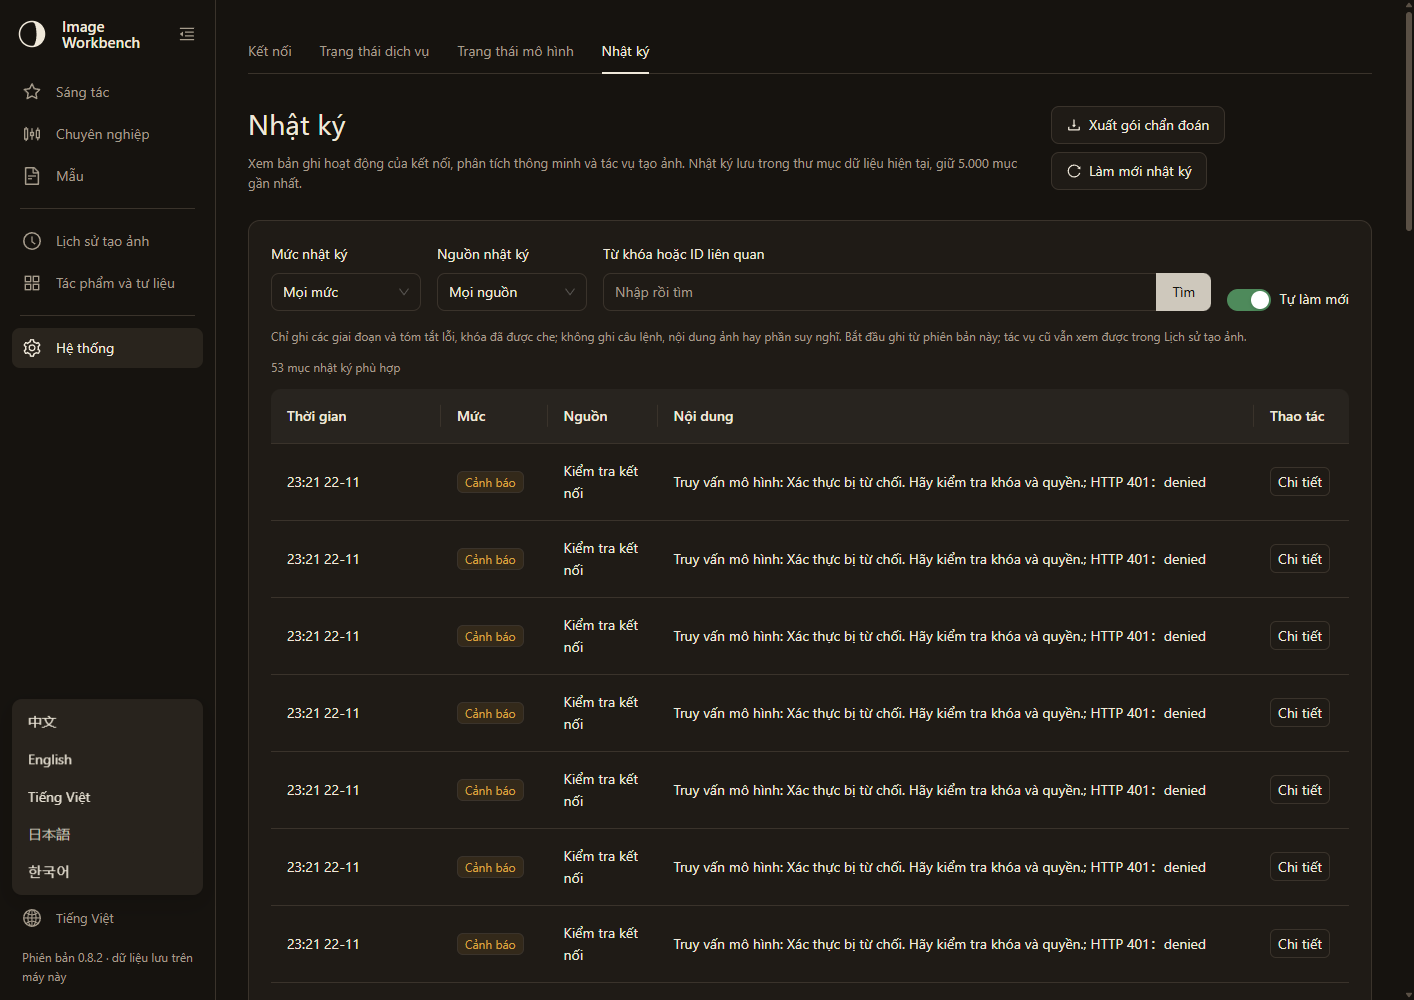 Image
Workbench
Sáng tác
Chuyên nghiệp
Mẫu
Lịch sử tạo ảnh
Tác phẩm và tư liệu
Hệ thống
中文
English
Tiếng Việt
日本語
한국어
Tiếng Việt
Phiên bản 0.8.2 · dữ liệu lưu trên
máy này
Kết nối
Trạng thái dịch vụ
Trạng thái mô hình
Nhật ký
Nhật ký
Xem bản ghi hoạt động của kết nối, phân tích thông minh và tác vụ tạo ảnh. Nhật ký lưu trong thư mục dữ liệu hiện tại, giữ 5.000 mục
gần nhất.
Xuất gói chẩn đoán
Làm mới nhật ký
Mức nhật ký
Nguồn nhật ký
Từ khóa hoặc ID liên quan
Mọi mức
Mọi nguồn
Nhập rồi tìm
Tìm
Tự làm mới
Chỉ ghi các giai đoạn và tóm tắt lỗi, khóa đã được che; không ghi câu lệnh, nội dung ảnh hay phần suy nghĩ. Bắt đầu ghi từ phiên bản này; tác vụ cũ vẫn xem được trong Lịch sử tạo ảnh.
53 mục nhật ký phù hợp
Thời gian
Mức
Nguồn
Nội dung
Thao tác
23:21 22-11
Cảnh báo
Kiểm tra kết
nối
Truy vấn mô hình: Xác thực bị từ chối. Hãy kiểm tra khóa và quyền.; HTTP 401：denied
Chi tiết
23:21 22-11
Cảnh báo
Kiểm tra kết
nối
Truy vấn mô hình: Xác thực bị từ chối. Hãy kiểm tra khóa và quyền.; HTTP 401：denied
Chi tiết
23:21 22-11
Cảnh báo
Kiểm tra kết
nối
Truy vấn mô hình: Xác thực bị từ chối. Hãy kiểm tra khóa và quyền.; HTTP 401：denied
Chi tiết
23:21 22-11
Cảnh báo
Kiểm tra kết
nối
Truy vấn mô hình: Xác thực bị từ chối. Hãy kiểm tra khóa và quyền.; HTTP 401：denied
Chi tiết
23:21 22-11
Cảnh báo
Kiểm tra kết
nối
Truy vấn mô hình: Xác thực bị từ chối. Hãy kiểm tra khóa và quyền.; HTTP 401：denied
Chi tiết
23:21 22-11
Cảnh báo
Kiểm tra kết
nối
Truy vấn mô hình: Xác thực bị từ chối. Hãy kiểm tra khóa và quyền.; HTTP 401：denied
Chi tiết
23:21 22-11
Cảnh báo
Kiểm tra kết
nối
Truy vấn mô hình: Xác thực bị từ chối. Hãy kiểm tra khóa và quyền.; HTTP 401：denied
Chi tiết